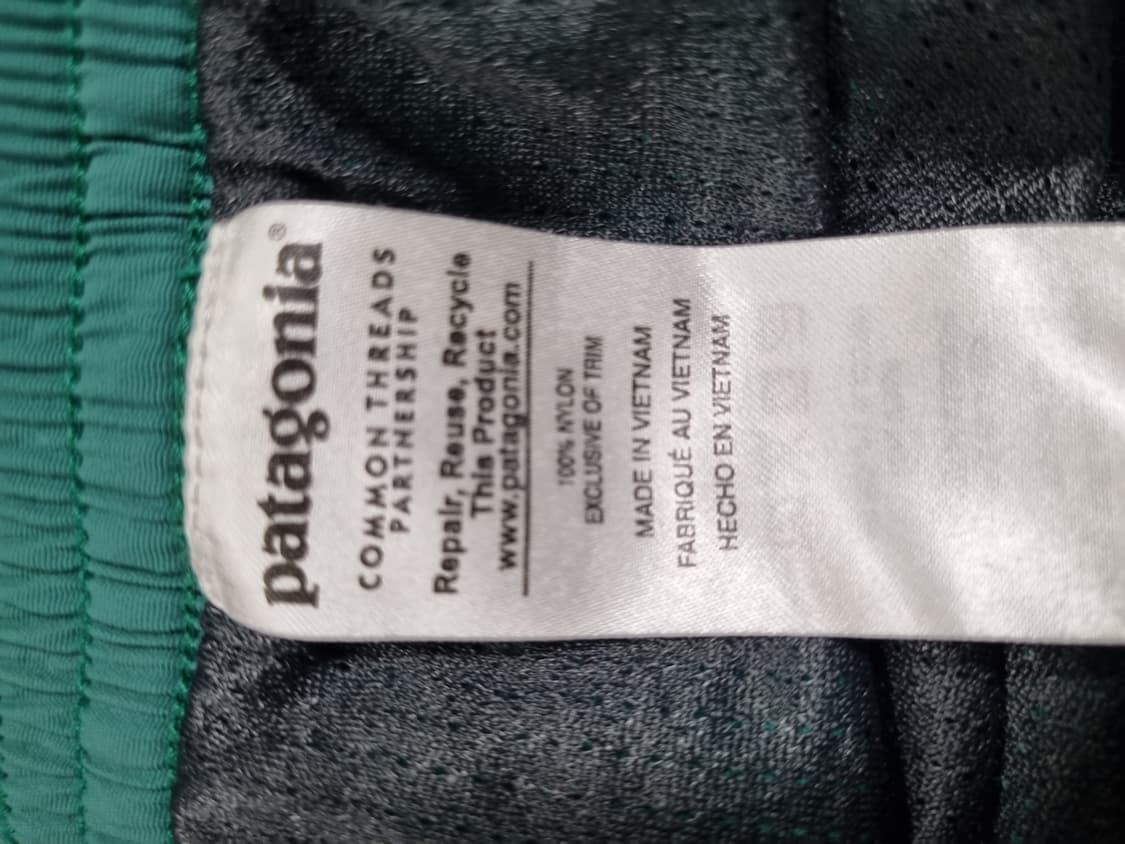 patagonia®
COMMON THREADS
PARTNERSHIP
Repair, Reuse, Recycle
This Product
www.patagonia.com
100% NYLON
EXCLUSIVE OF TRIM
MADE IN VIETNAM
FABRIQUÉ AU VIETNAM
HECHO EN VIETNAM